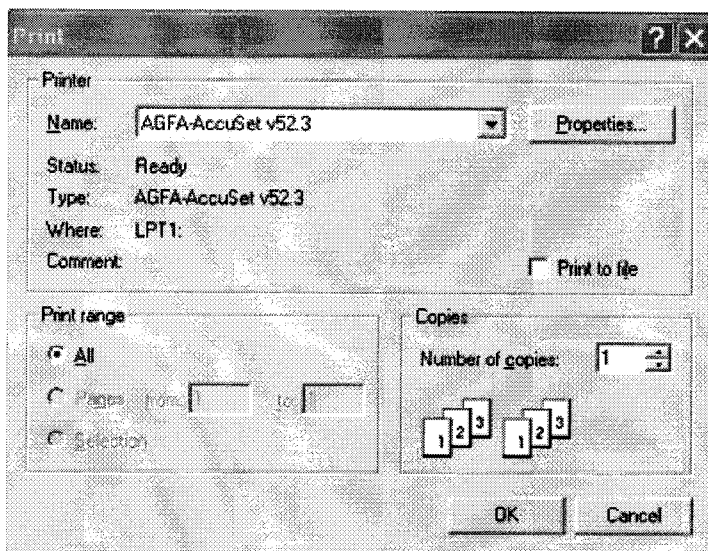 Print
Printer
Name: AGFA-AccuSet v52.3 Properties...
Status: Ready
Type: AGFA-AccuSet v52.3
Where: LPT1:
Comment: Print to file
Print range
All
Pages from: 1 to: 1
Selection
Copies
Number of copies: 1
1 2 3 1 2 3
OK Cancel